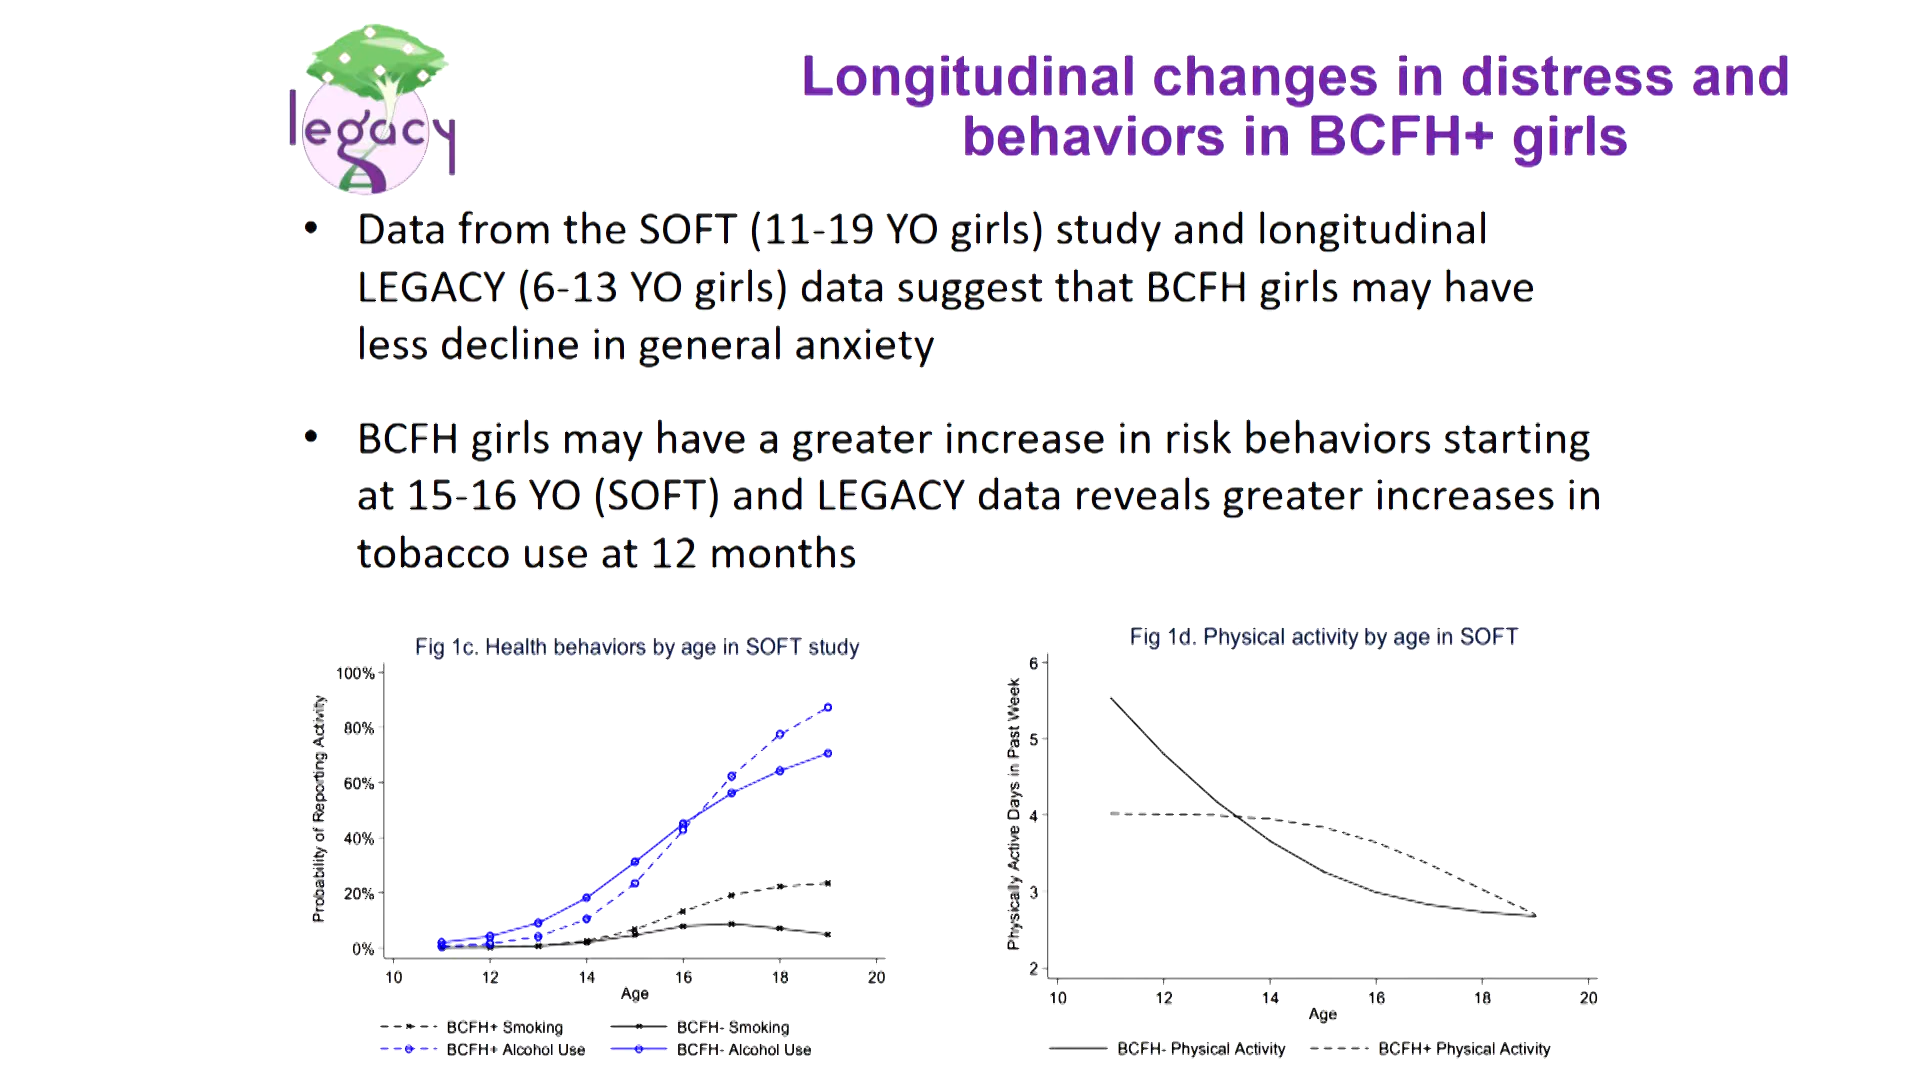 legacy
Longitudinal changes in distress and
behaviors in BCFH+ girls
• Data from the SOFT (11-19 YO girls) study and longitudinal
LEGACY (6-13 YO girls) data suggest that BCFH girls may have
less decline in general anxiety
• BCFH girls may have a greater increase in risk behaviors starting
at 15-16 YO (SOFT) and LEGACY data reveals greater increases in
tobacco use at 12 months
Fig 1c. Health behaviors by age in SOFT study
Probability of Reporting Activity
100%
80%
60%
40%
20%
0%
10 12 14 16 18 20
Age
BCFH+ Smoking BCFH- Smoking
BCFH+ Alcohol Use BCFH- Alcohol Use
Fig 1d. Physical activity by age in SOFT
Physically Active Days in Past Week
6
5
4
3
2
10 12 14 16 18 20
Age
BCFH- Physical Activity BCFH+ Physical Activity